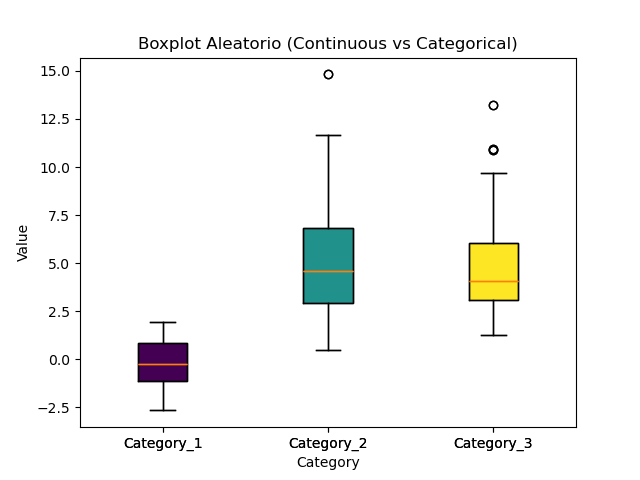 Boxplot Aleatorio (Continuous vs Categorical)
15.0
12.5
10.0
7.5
5.0
2.5
0.0
−2.5
Value
Category_1 Category_2 Category_3
Category